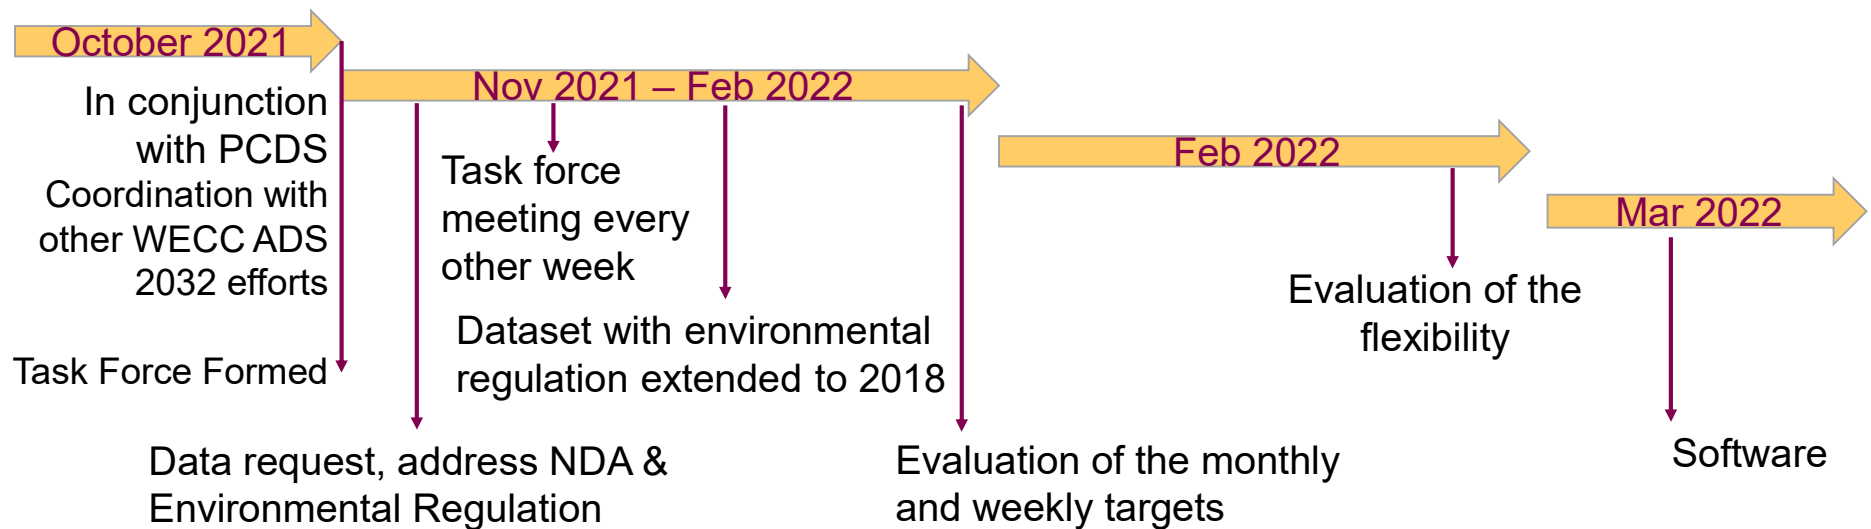 October 2021
In conjunction
with PCDS
Coordination with
other WECC ADS
2032 efforts
Task Force Formed
Nov 2021 – Feb 2022
Data request, address NDA &
Environmental Regulation
Task force
meeting every
other week
Dataset with environmental
regulation extended to 2018
Evaluation of the monthly
and weekly targets
Feb 2022
Evaluation of the
flexibility
Mar 2022
Software